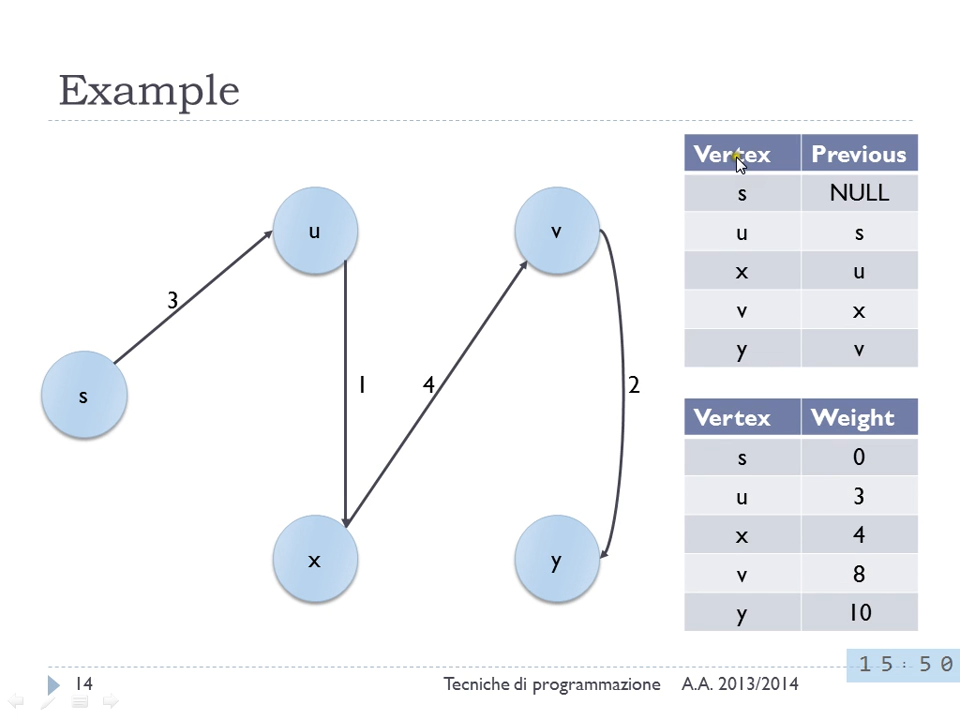 Example
Vertex Previous
s NULL
u s
x u
v x
y v
u
v
3
s
1
4
2
x
y
Vertex Weight
s 0
u 3
x 4
v 8
y 10
14 Tecniche di programmazione A.A. 2013/2014
15:50